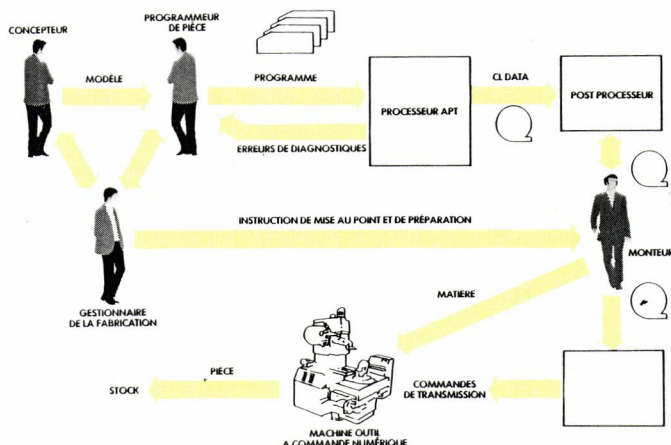 CONCEPTEUR
PROGRAMMEUR
DE PIÈCE
MODÈLE
PROGRAMME
PROCESSEUR APT
CL DATA
POST PROCESSEUR
ERREURS DE DIAGNOSTIQUES
INSTRUCTION DE MISE AU POINT ET DE PRÉPARATION
MONTEUR
GESTIONNAIRE
DE LA FABRICATION
MATIÈRE
STOCK
PIÈCE
COMMANDES
DE TRANSMISSION
MACHINE OUTIL
A COMMANDE NUMÉRIQUE